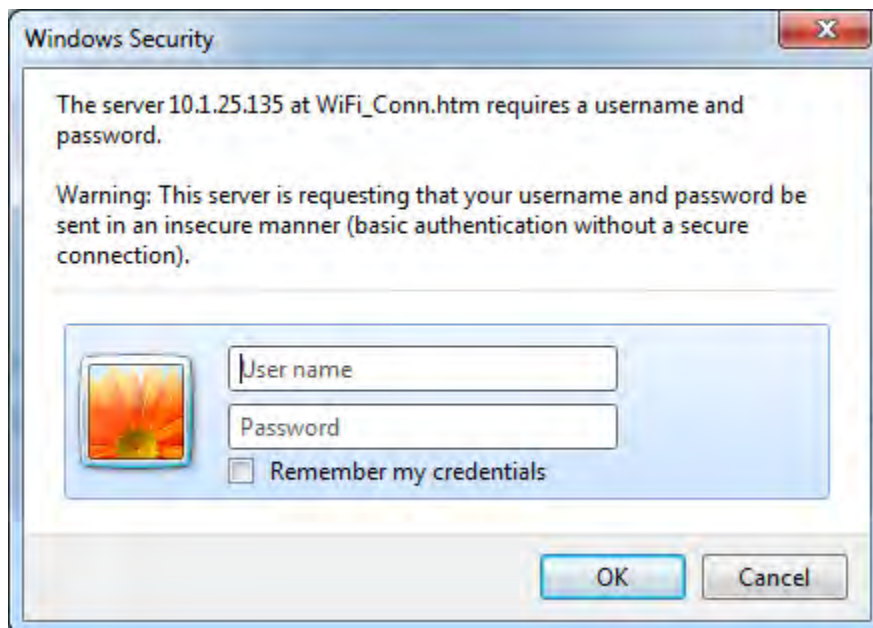 Windows Security
The server 10.1.25.135 at WiFi_Conn.htm requires a username and
password.
Warning: This server is requesting that your username and password be
sent in an insecure manner (basic authentication without a secure
connection).
User name
Password
Remember my credentials
OK Cancel